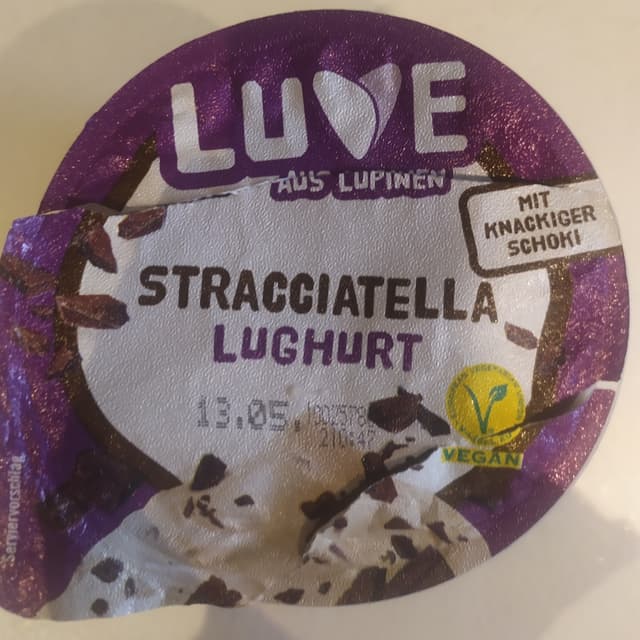 LUVE
AUS LUPINEN
MIT
KNACKIGER
SCHOKI
STRACCIATELLA
LUGHURT
13.05.
VEGAN
Serviervorschlag